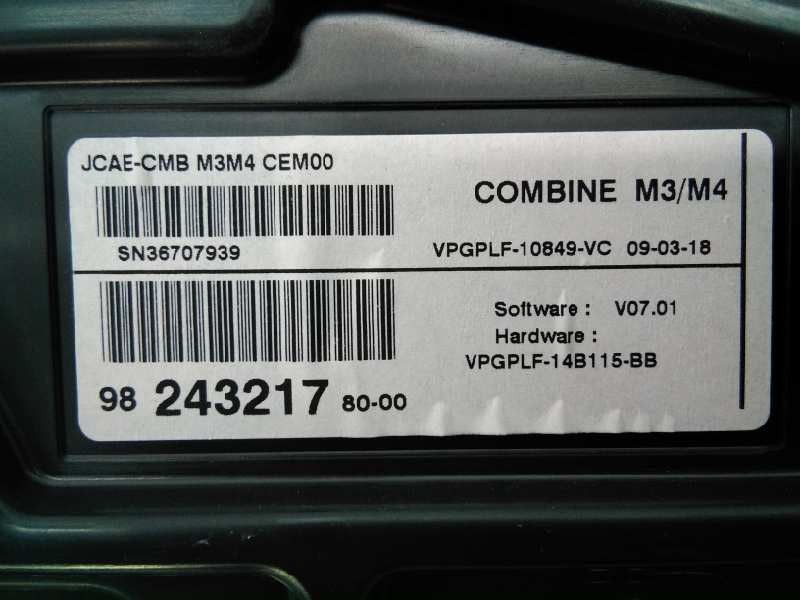 JCAE-CMB M3M4 CEM00
COMBINE M3/M4
SN36707939
VPGPLF-10849-VC 09-03-18
Software : V07.01
Hardware :
VPGPLF-14B115-BB
98 243217 80-00